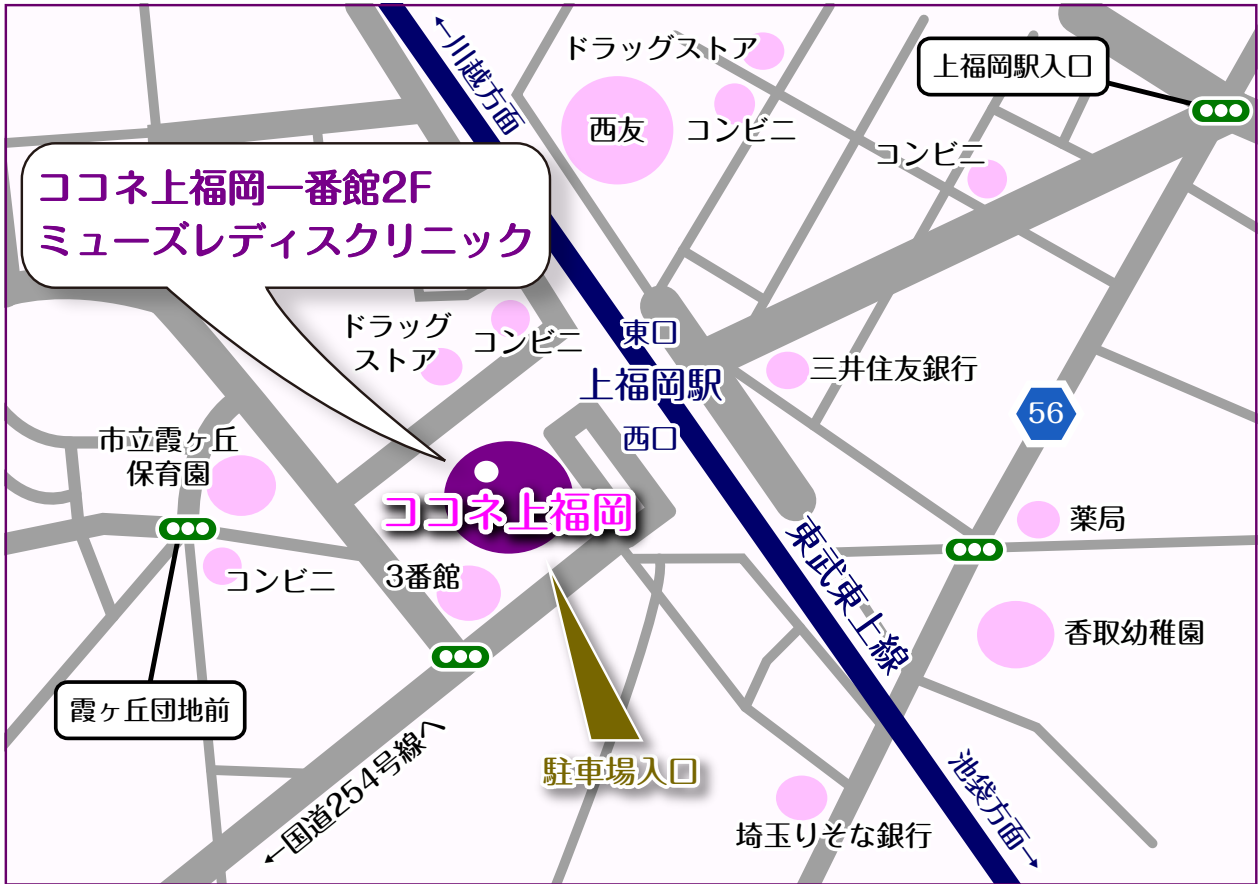 ←川越方面
ドラッグストア
西友
コンビニ
上福岡駅入口
コンビニ
ココネ上福岡一番館2F
ミューズレディスクリニック
ドラッグ
ストア
コンビニ
東口
上福岡駅
西口
三井住友銀行
56
市立霞ヶ丘
保育園
ココネ上福岡
薬局
コンビニ
3番館
東武東上線
香取幼稚園
霞ヶ丘団地前
←国道254号線へ
駐車場入口
埼玉りそな銀行
池袋方面→